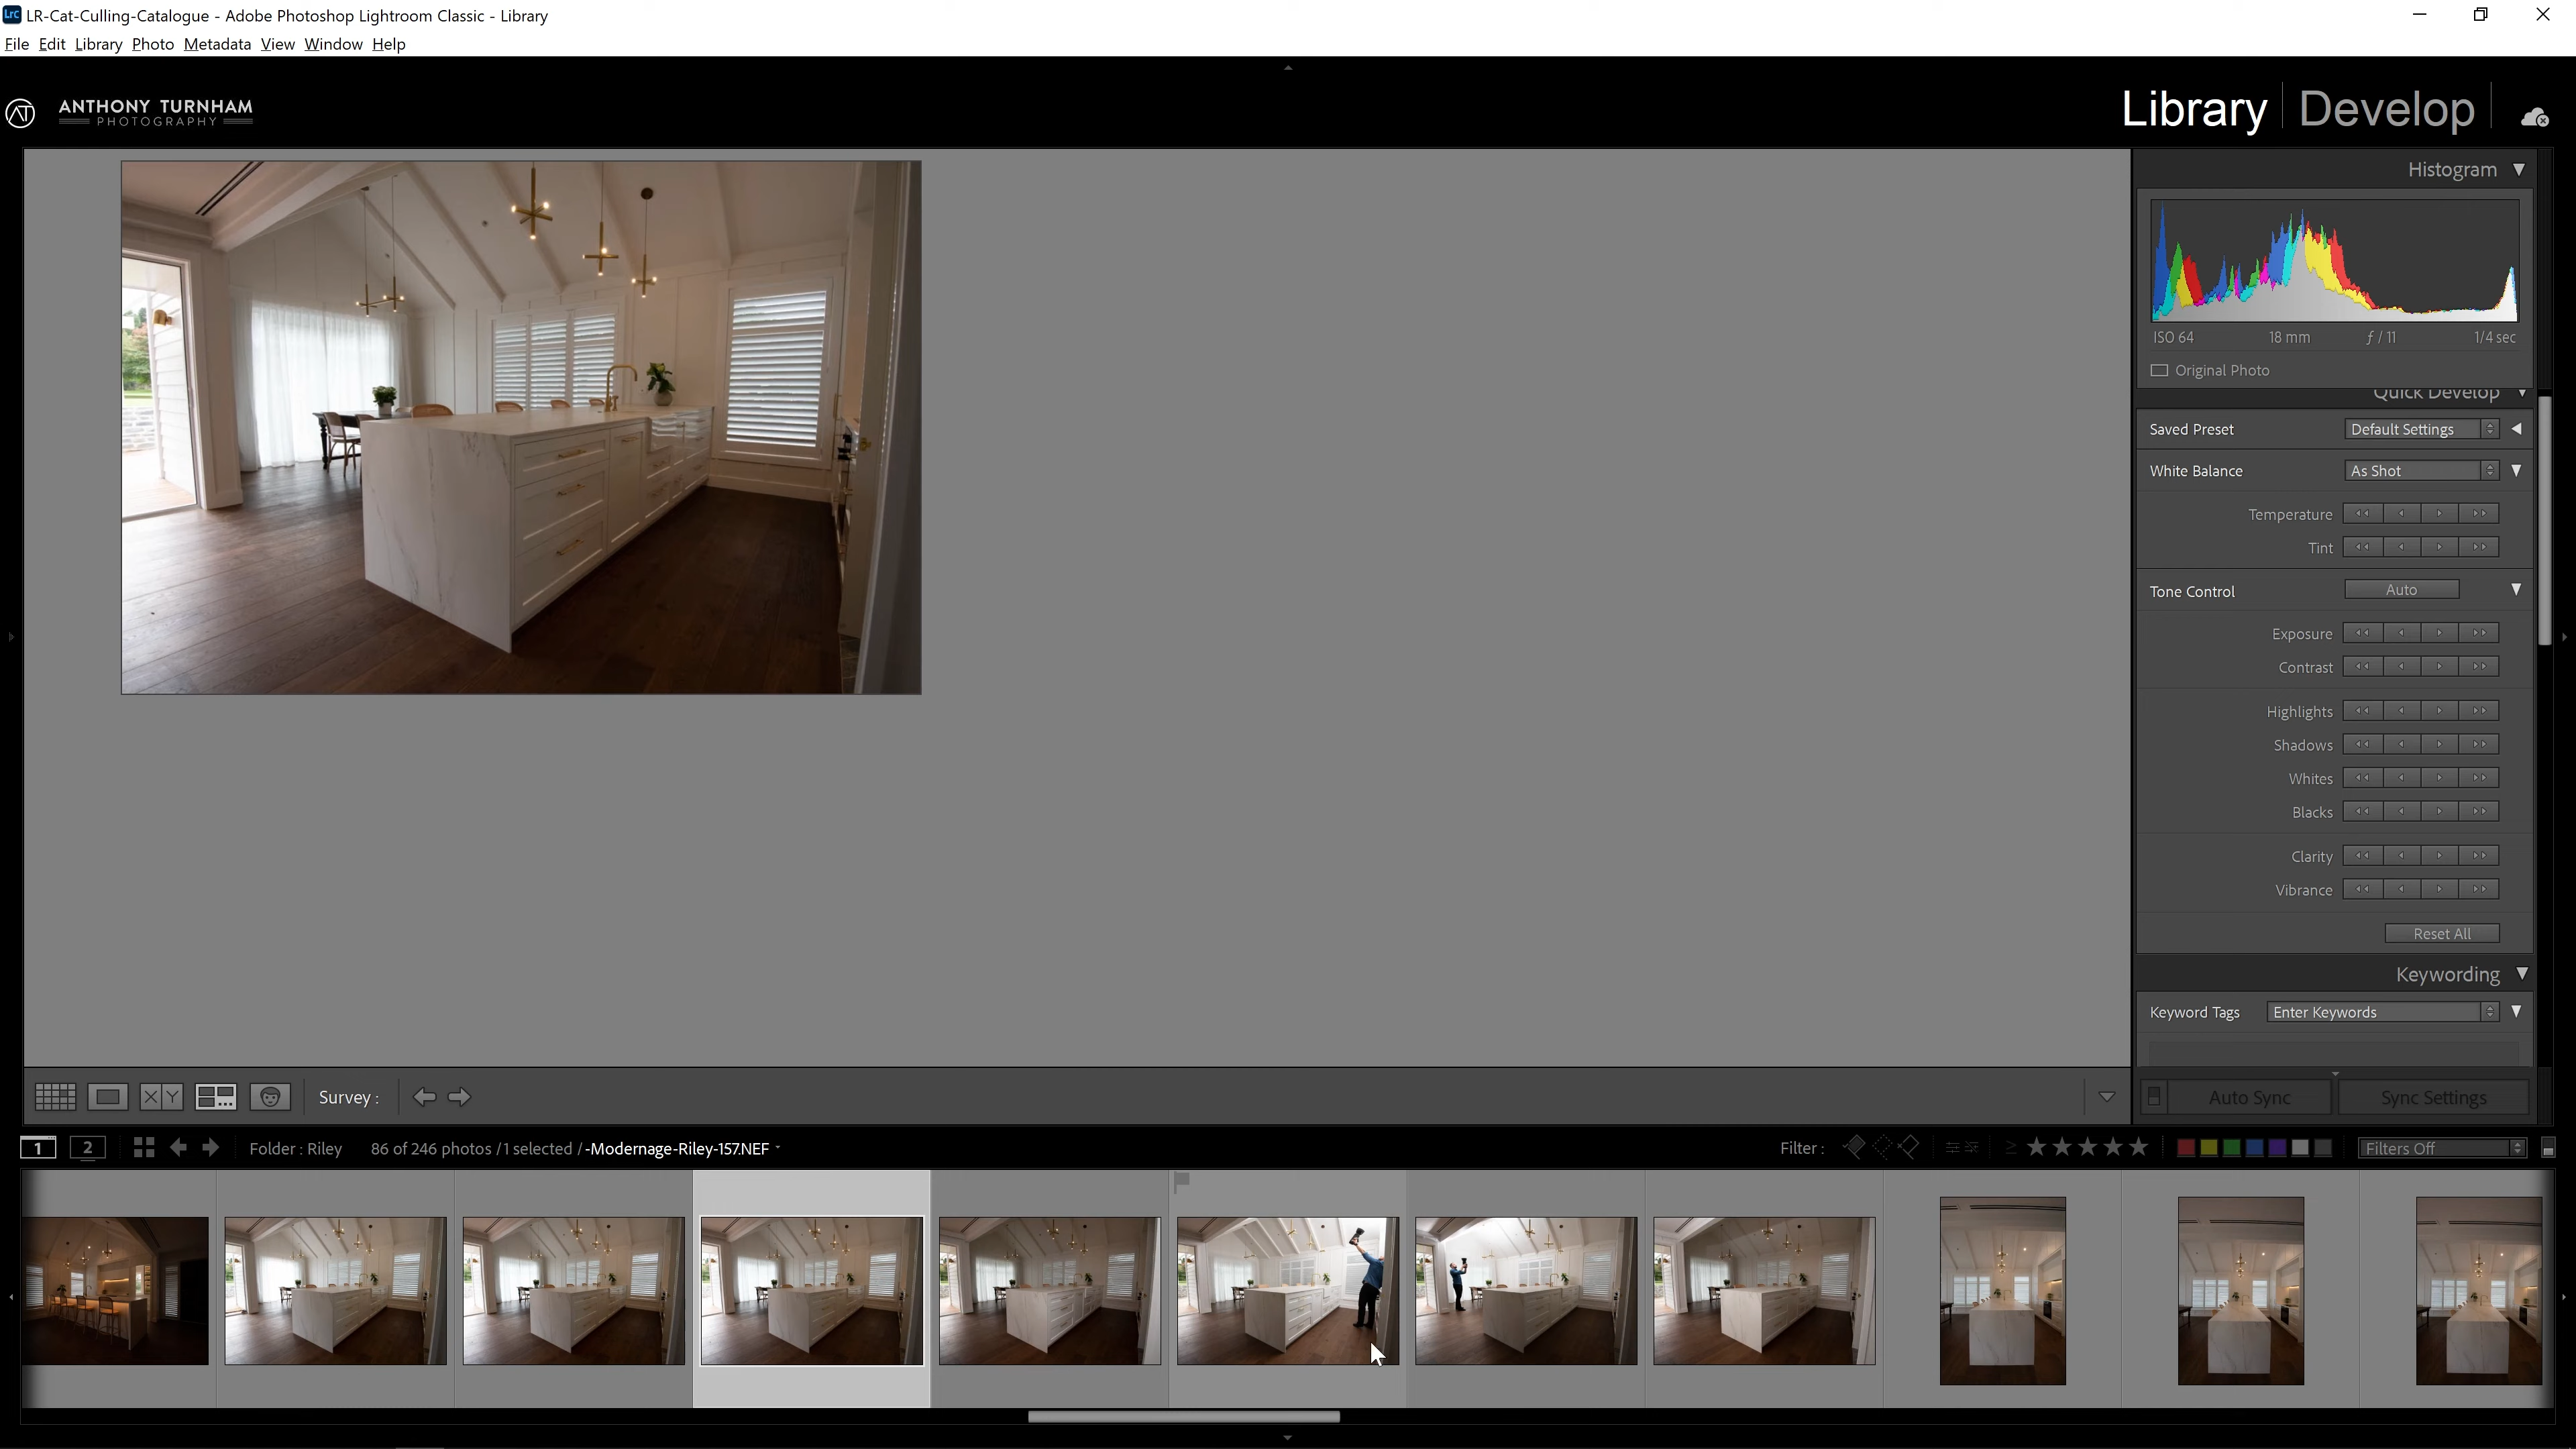 LR-Cat-Culling-Catalogue - Adobe Photoshop Lightroom Classic - Library
File Edit Library Photo Metadata View Window Help
ANTHONY TURNHAM
PHOTOGRAPHY
Library
Develop
Histogram
ISO 64 18 mm ƒ / 11 1/4 sec
Original Photo
Quick Develop
Saved Preset Default Settings
White Balance As Shot
Temperature
Tint
Tone Control Auto
Exposure
Contrast
Highlights
Shadows
Whites
Blacks
Clarity
Vibrance
Reset All
Keywording
Keyword Tags Enter Keywords
X Y
Survey :
Auto Sync Sync Settings
1 2 Folder : Riley 86 of 246 photos / 1 selected / -Modernage-Riley-157.NEF Filter : ≥ Filters Off